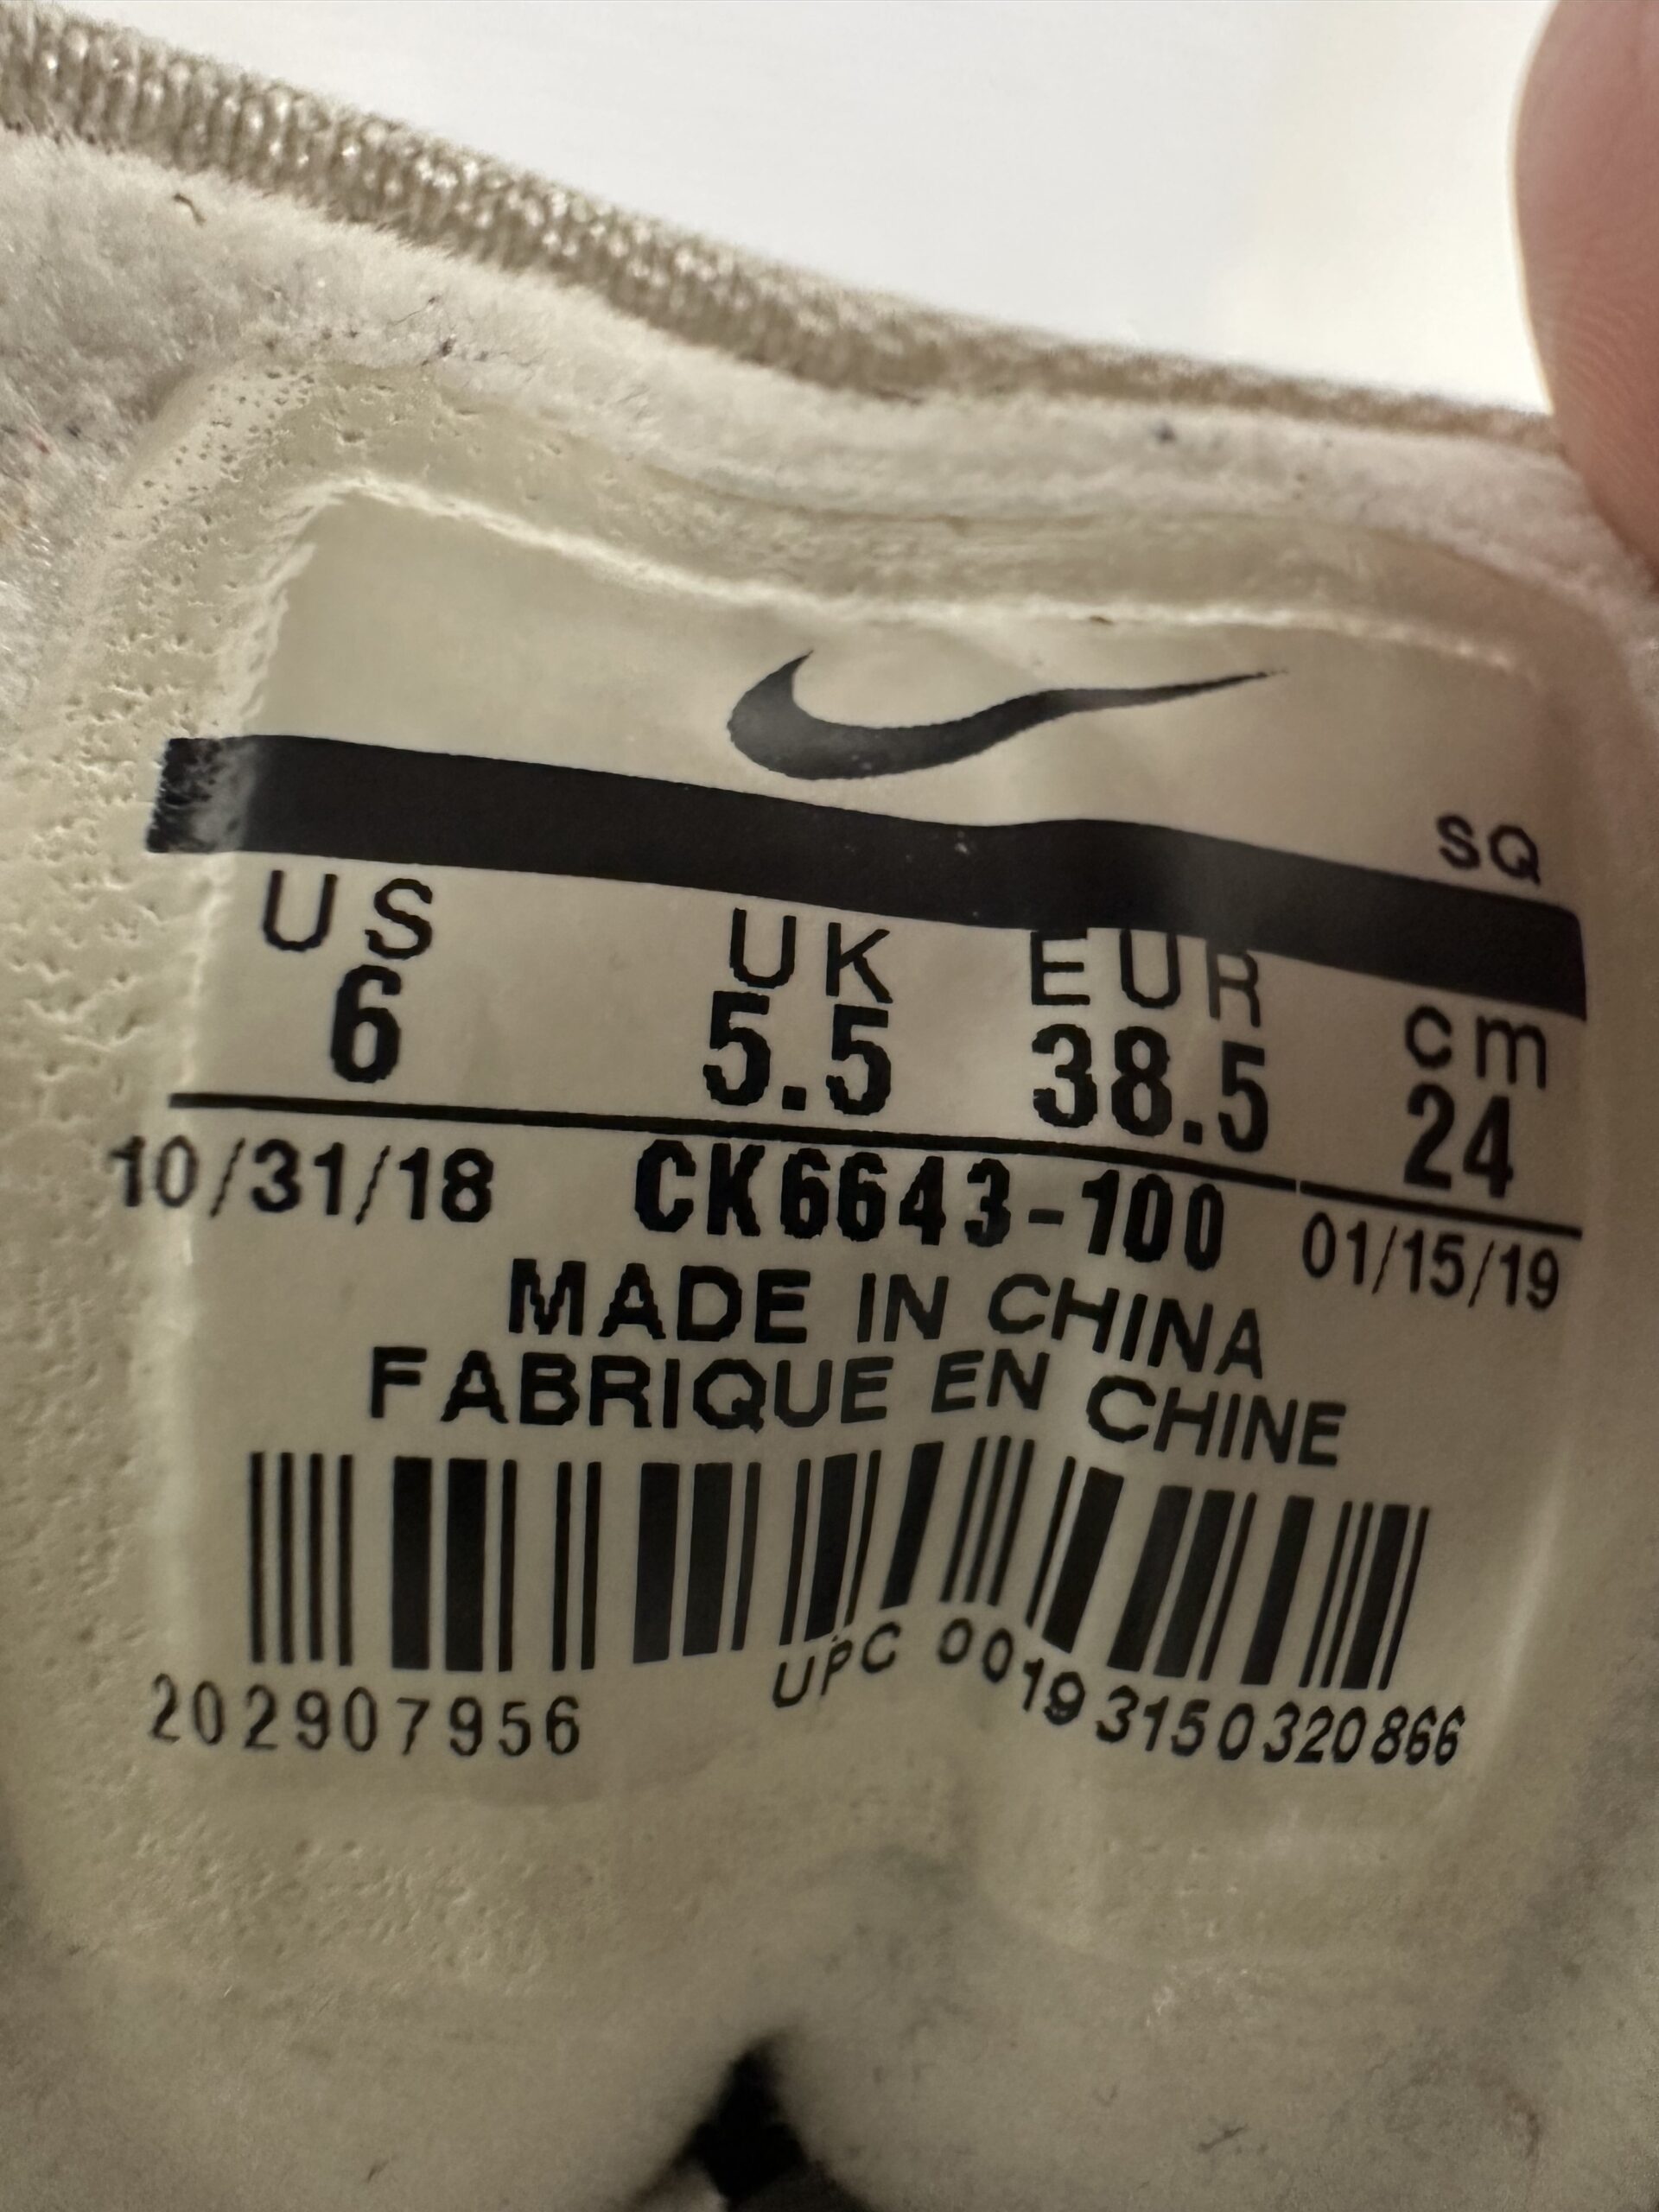 SQ
US UK EUR cm
6 5.5 38.5 24
10/31/18 CK6643-100 01/15/19
MADE IN CHINA
FABRIQUE EN CHINE
202907956 UPC 00193150320866